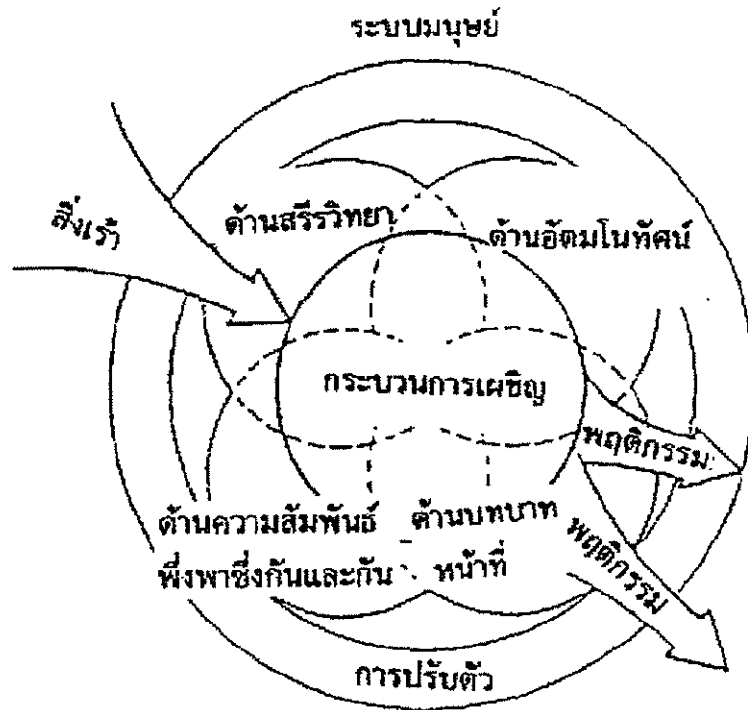 ระบบมนุษย์
สิ่งเร้า
ด้านสรีรวิทยา
ด้านอัตมโนทัศน์
กระบวนการเผชิญ
พฤติกรรม
ด้านความสัมพันธ์
พึ่งพาซึ่งกันและกัน
ด้านบทบาท
หน้าที่
พฤติกรรม
การปรับตัว